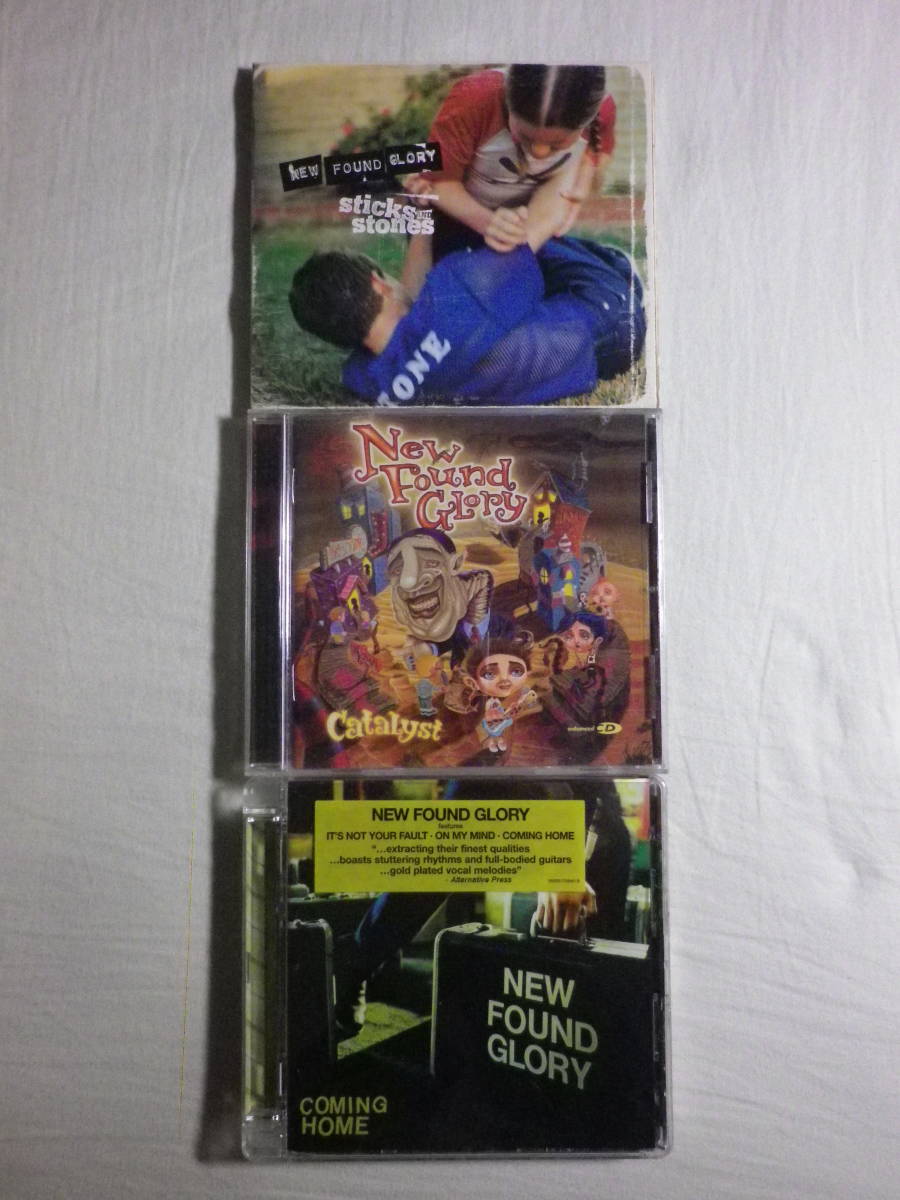 NEW FOUND GLORY
sticks AND
stones
TONE
New
Found
Glory
Catalyst
enhanced CD
NEW FOUND GLORY
features
IT'S NOT YOUR FAULT · ON MY MIND · COMING HOME
"...extracting their finest qualities
...boasts stuttering rhythms and full-bodied guitars
...gold plated vocal melodies"
- Alternative Press
NEW
FOUND
GLORY
COMING
HOME